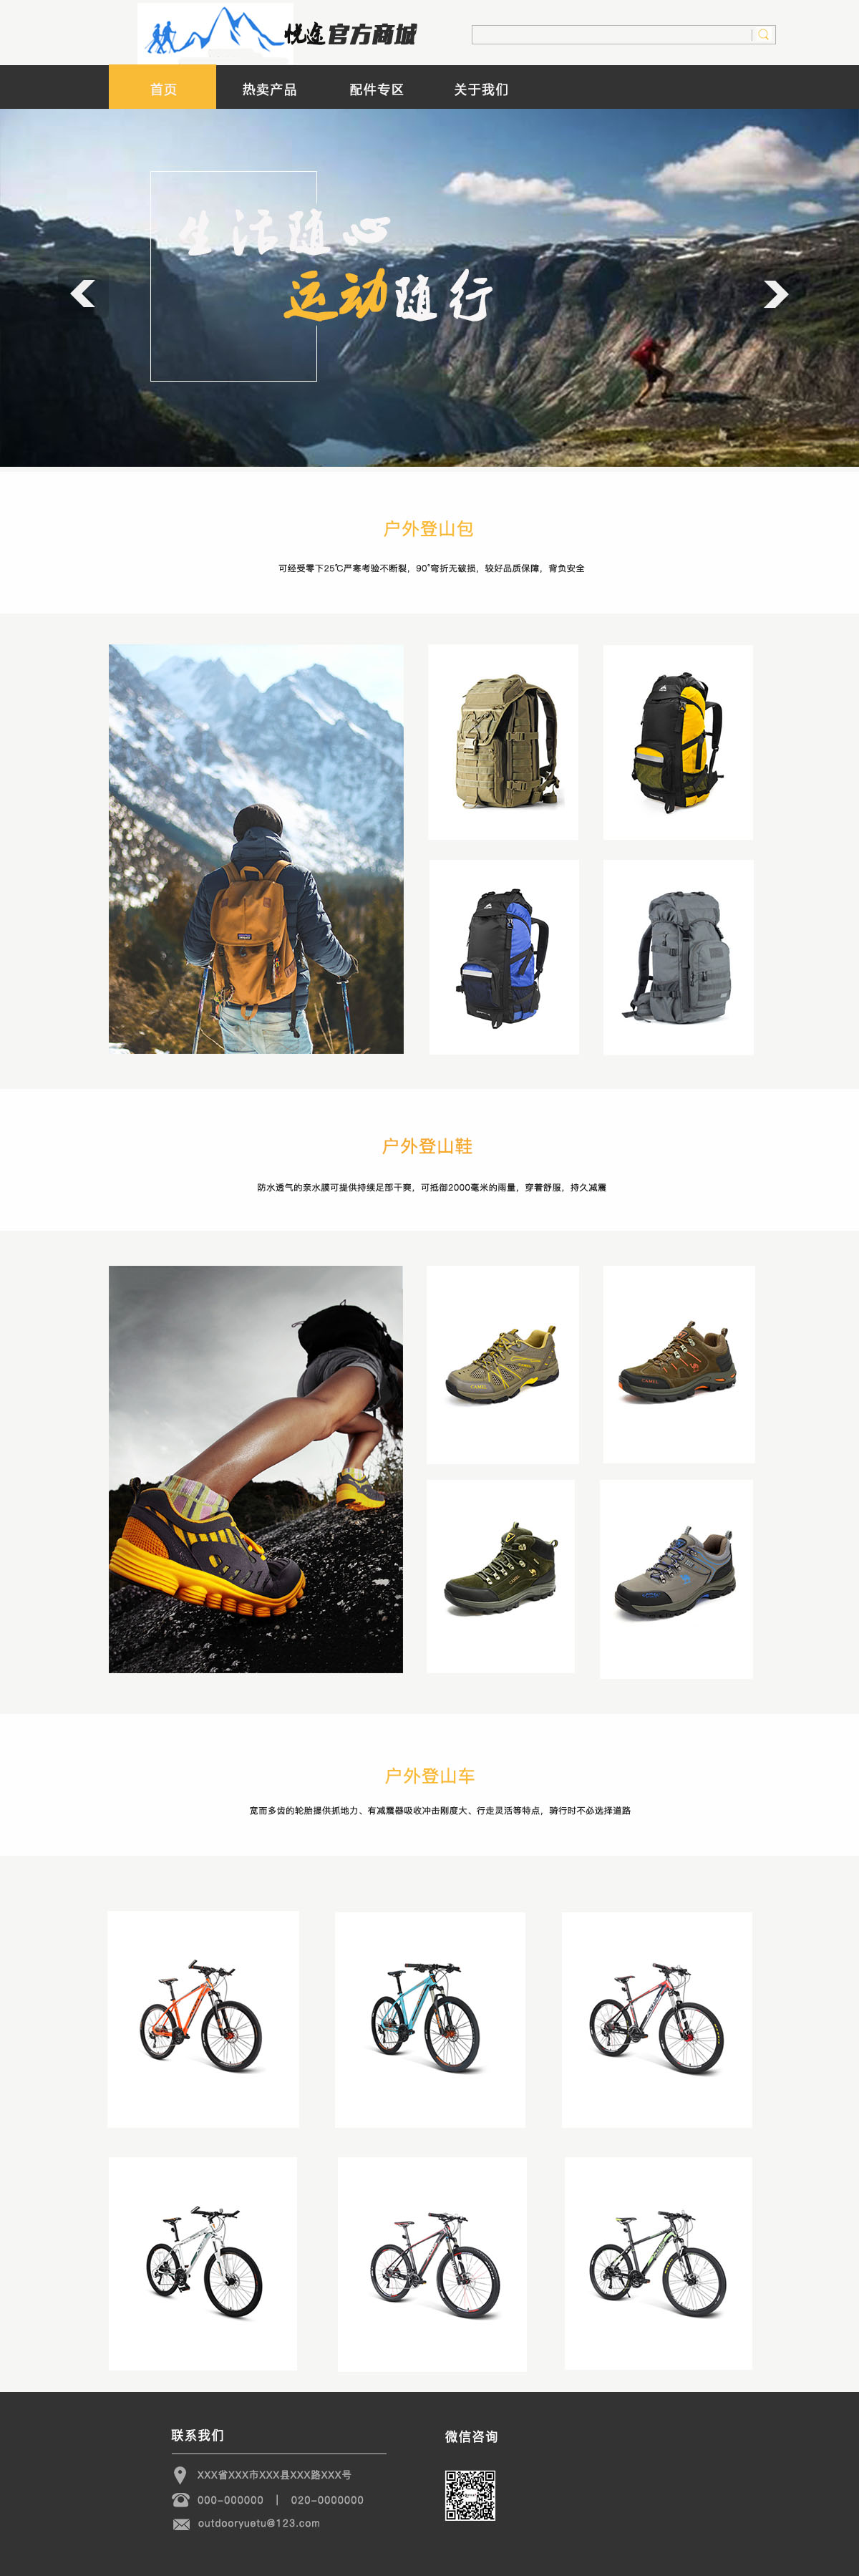 悦途官方商城
首页 热卖产品 配件专区 关于我们
生活随心
运动随行
户外登山包
可经受零下25℃严寒考验不断裂，90°弯折无破损，较好品质保障，背负安全
户外登山鞋
防水透气的亲水膜可提供持续足部干爽，可抵御2000毫米的雨量，穿着舒服，持久减震
CAMEL
CAMEL
户外登山车
宽而多齿的轮胎提供抓地力、有减震器吸收冲击刚度大、行走灵活等特点，骑行时不必选择道路
联系我们
XXX省XXX市XXX县XXX路XXX号
000-000000 | 020-0000000
outdooryuetu@123.com
微信咨询